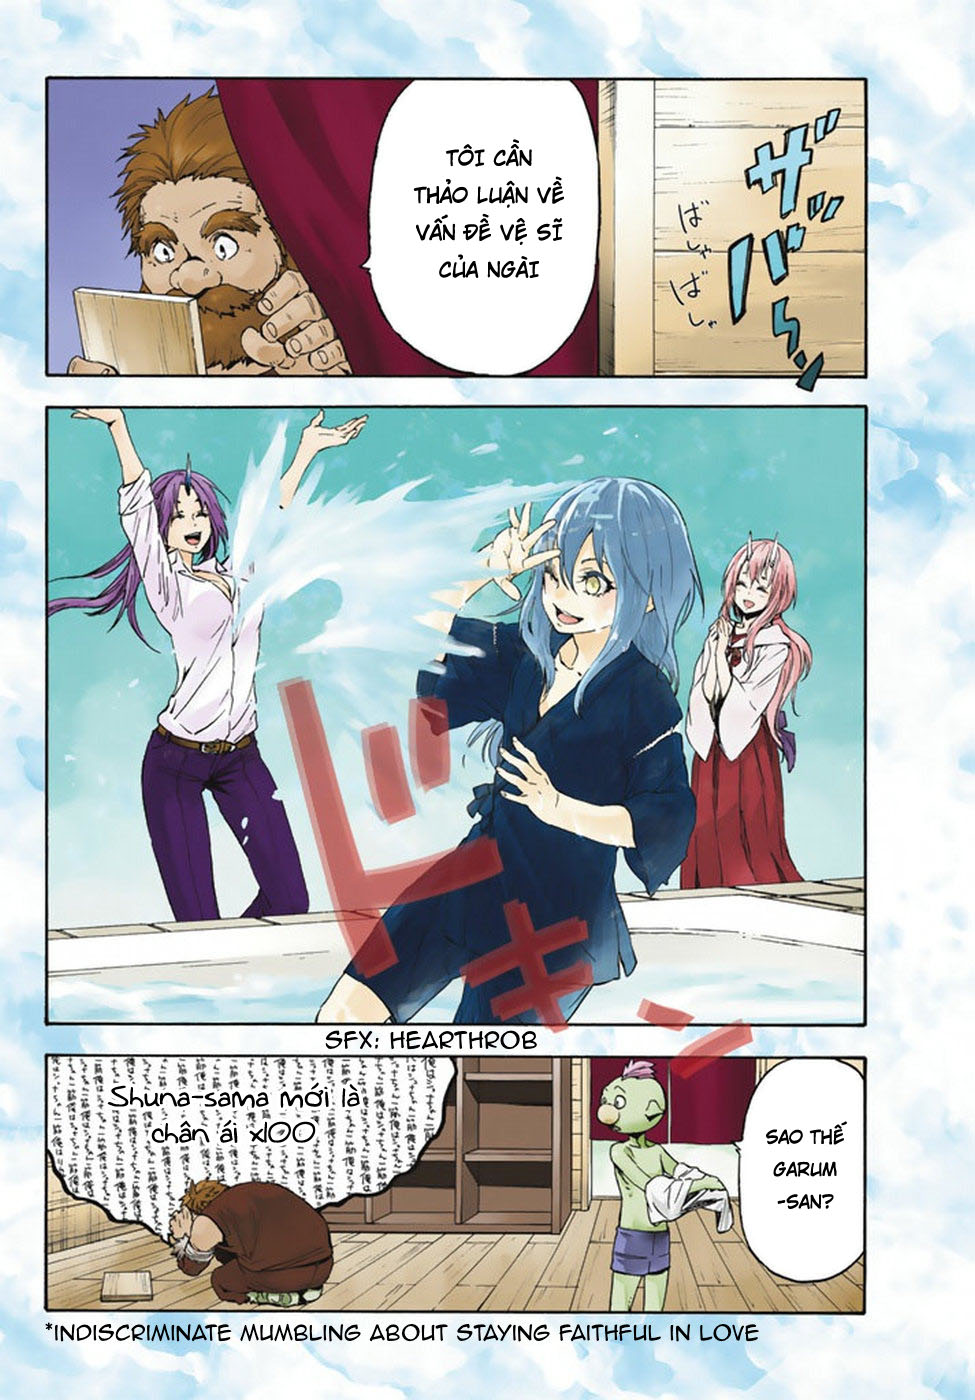 TÔI CẦN
THẢO LUẬN VỀ
VẤN ĐỀ VỆ SĨ
CỦA NGÀI
ザバッ
ばしゃ
ばしゃ
ドキン
SFX: HEARTHROB
SAO THẾ
GARUM
-SAN?
Shuna-sama mới là
chân ái x100
*INDISCRIMINATE MUMBLING ABOUT STAYING FAITHFUL IN LOVE